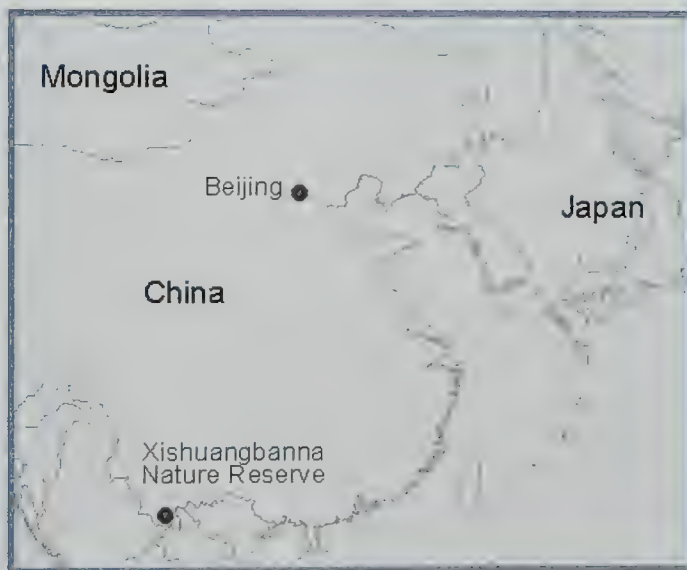 Mongolia
Beijing
Japan
China
Xishuangbanna
Nature Reserve